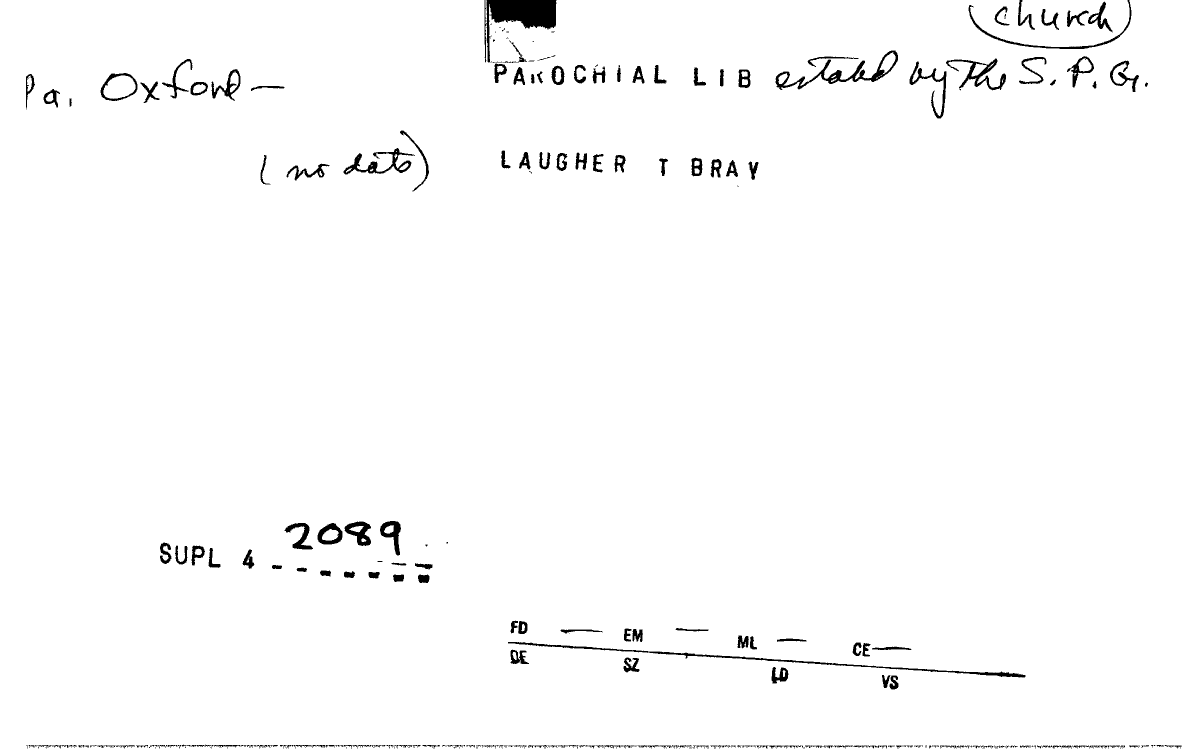 church
Pa. Oxford — PAROCHIAL LIB estabd by the S. P. G.
(no date) LAUGHER T BRAY
2089
SUPL 4 - - - - - - -
FD — EM — ML — CE —
DE SZ LD VS